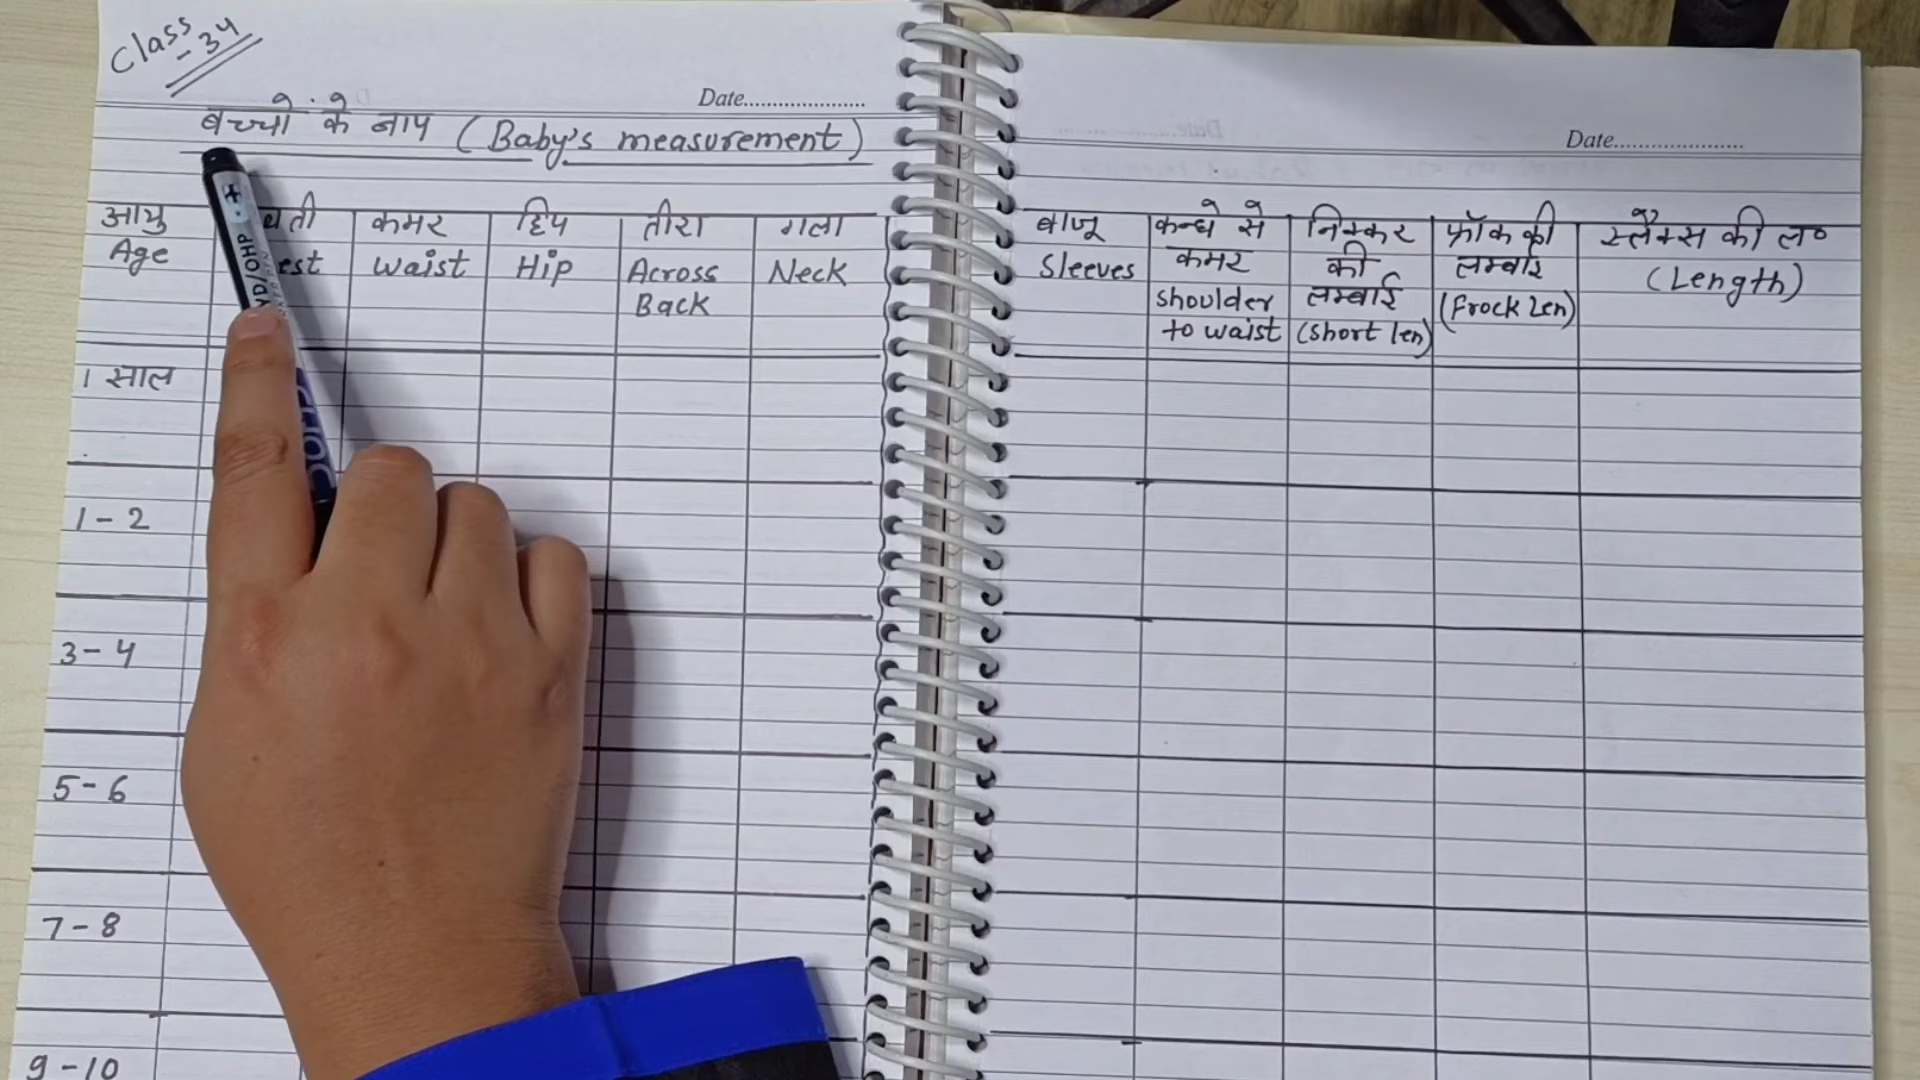 Class
- 34
Date.....................
बच्चो के नाप (Baby's measurement)
आयु
Age
कमर
Waist
हिप
Hip
तीरा
Across
Back
गला
Neck
1 साल
1 - 2
3 - 4
5 - 6
7 - 8
9 - 10
Date.....................
बाजू
Sleeves
कन्धे से
कमर
shoulder
to waist
निक्कर
की
लम्बाई
(Short len)
फ्रॉक की
लम्बाई
(Frock Len)
स्लैक्स की ल०
(Length)